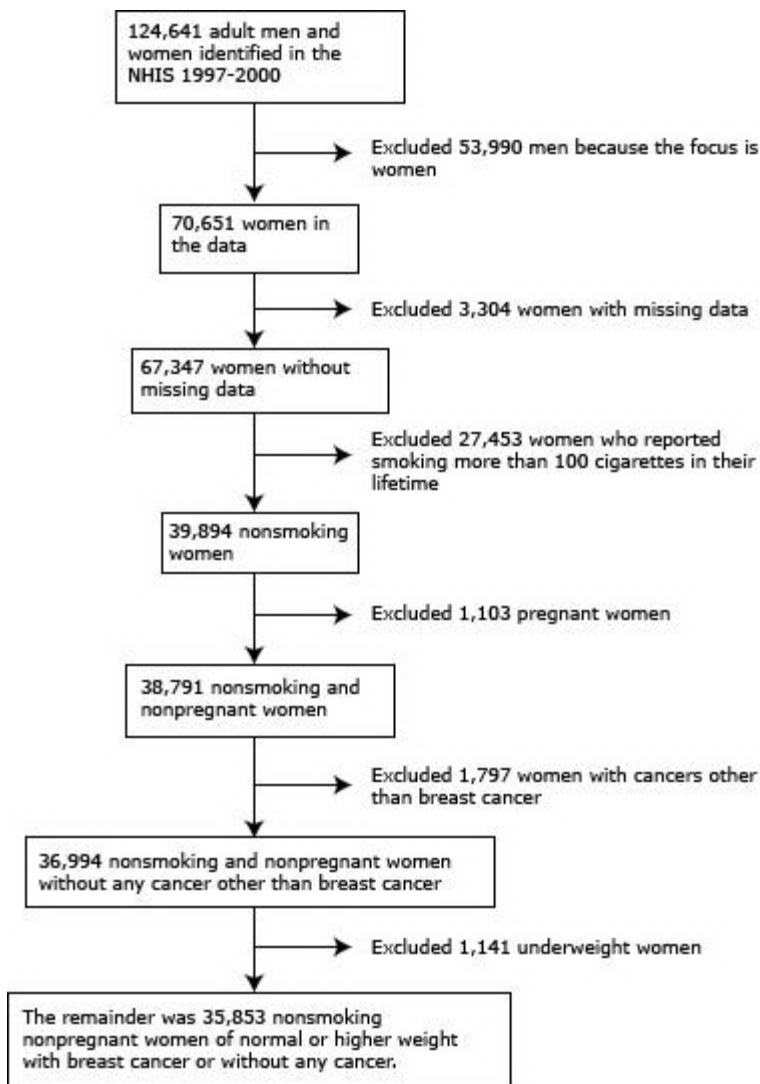 124,641 adult men and
women identified in the
NHIS 1997-2000
Excluded 53,990 men because the focus is
women
70,651 women in
the data
Excluded 3,304 women with missing data
67,347 women without
missing data
Excluded 27,453 women who reported
smoking more than 100 cigarettes in their
lifetime
39,894 nonsmoking
women
Excluded 1,103 pregnant women
38,791 nonsmoking and
nonpregnant women
Excluded 1,797 women with cancers other
than breast cancer
36,994 nonsmoking and nonpregnant women
without any cancer other than breast cancer
Excluded 1,141 underweight women
The remainder was 35,853 nonsmoking
nonpregnant women of normal or higher weight
with breast cancer or without any cancer.